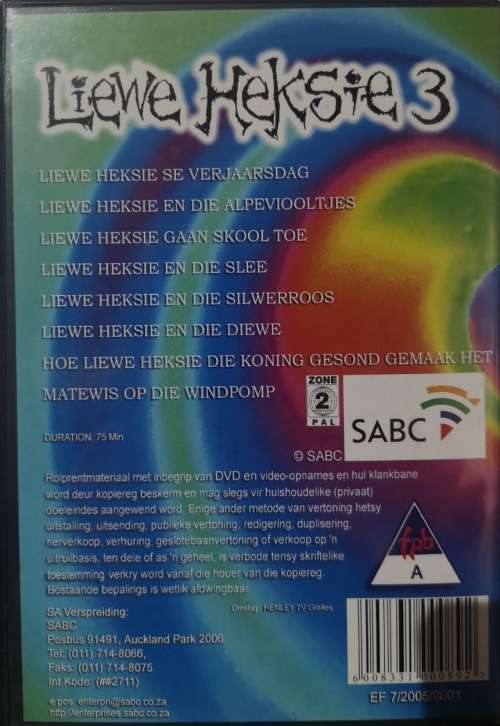 LIEWE HEKSIE 3
LIEWE HEKSIE SE VERJAARSDAG
LIEWE HEKSIE EN DIE ALPEVIOOLTJES
LIEWE HEKSIE GAAN SKOOL TOE
LIEWE HEKSIE EN DIE SLEE
LIEWE HEKSIE EN DIE SILWERROOS
LIEWE HEKSIE EN DIE DIEWE
HOE LIEWE HEKSIE DIE KONING GESOND GEMAAK HET
MATEWIS OP DIE WINDPOMP
ZONE
2
PAL
SABC
DURATION: 75 Min
© SABC
Rolprentmateriaal met inbegrip van DVD en video-opnames en hul klankbane
word deur kopiereg beskerm en mag slegs vir huishoudelike (privaat)
doeleindes aangewend word. Enige ander metode van vertoning hetsy
uitstalling, uitsending, publieke vertoning, redigering, duplisering,
herverkoop, verhuring, geslotebaanvertoning of verkoop op 'n
uitruilbasis, ten dele of as 'n geheel, is verbode tensy skriftelike
toestemming verkry word vanaf die houer van die kopiereg.
Bostaande bepalings is wetlik afdwingbaar.
fpb
A
SA Verspreiding:
SABC
Posbus 91491, Auckland Park 2006
Tel: (011) 714-8066,
Faks: (011) 714-8075
Int Kode: (##2711)
Omslag : HENLEY TV Grafies
e pos: enterpri@sabc.co.za
http://enterprises.sabc.co.za
6 008331 000592
EF 7/2005/0001